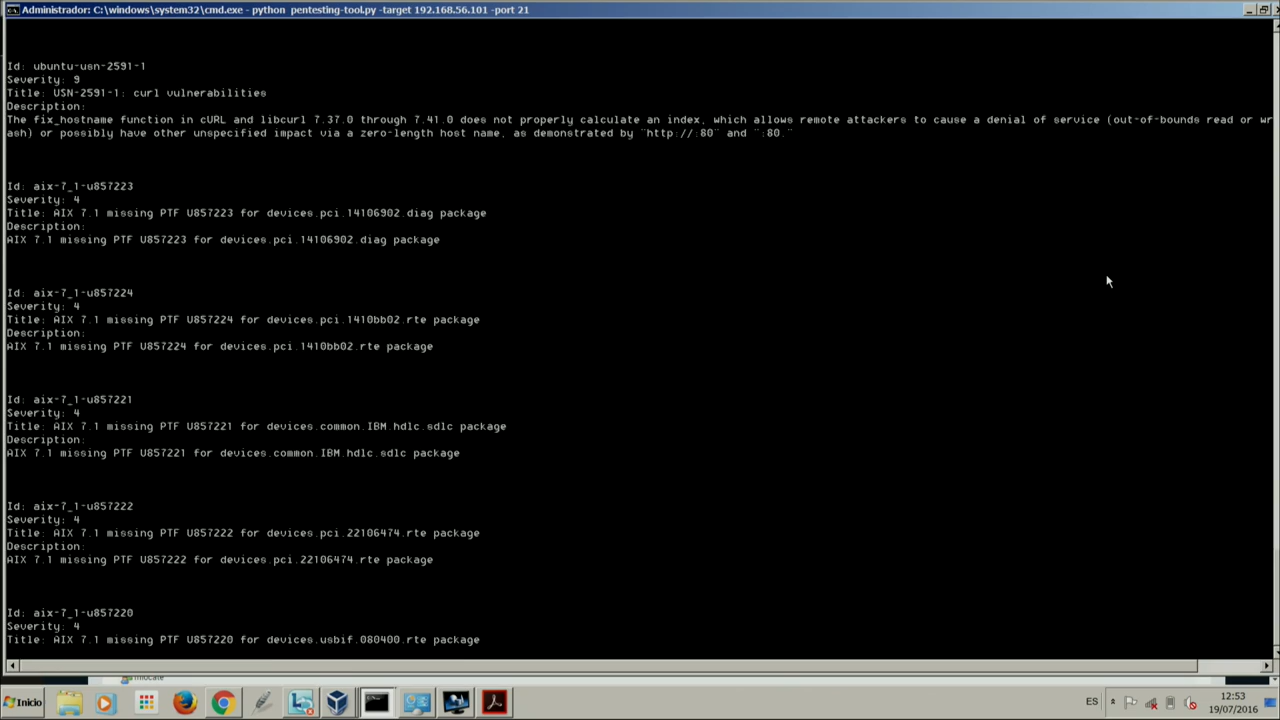 Administrador: C:\windows\system32\cmd.exe - python  pentesting-tool.py -target 192.168.56.101 -port 21
Id: ubuntu-usn-2591-1
Severity: 9
Title: USN-2591-1: curl vulnerabilities
Description:
The fix_hostname function in cURL and libcurl 7.37.0 through 7.41.0 does not properly calculate an index, which allows remote attackers to cause a denial of service (out-of-bounds read or wr
ash) or possibly have other unspecified impact via a zero-length host name, as demonstrated by "http://:80" and ":80."
Id: aix-7_1-u857223
Severity: 4
Title: AIX 7.1 missing PTF U857223 for devices.pci.14106902.diag package
Description:
AIX 7.1 missing PTF U857223 for devices.pci.14106902.diag package
Id: aix-7_1-u857224
Severity: 4
Title: AIX 7.1 missing PTF U857224 for devices.pci.1410bb02.rte package
Description:
AIX 7.1 missing PTF U857224 for devices.pci.1410bb02.rte package
Id: aix-7_1-u857221
Severity: 4
Title: AIX 7.1 missing PTF U857221 for devices.common.IBM.hdlc.sdlc package
Description:
AIX 7.1 missing PTF U857221 for devices.common.IBM.hdlc.sdlc package
Id: aix-7_1-u857222
Severity: 4
Title: AIX 7.1 missing PTF U857222 for devices.pci.22106474.rte package
Description:
AIX 7.1 missing PTF U857222 for devices.pci.22106474.rte package
Id: aix-7_1-u857220
Severity: 4
Title: AIX 7.1 missing PTF U857220 for devices.usbif.080400.rte package
Inicio
ES
12:53
19/07/2016